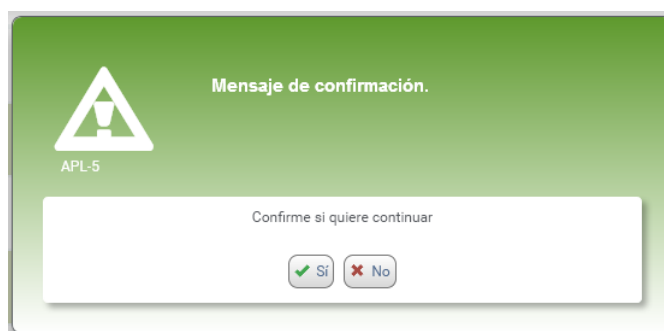 Mensaje de confirmación.
APL-5
Confirme si quiere continuar
Sí No